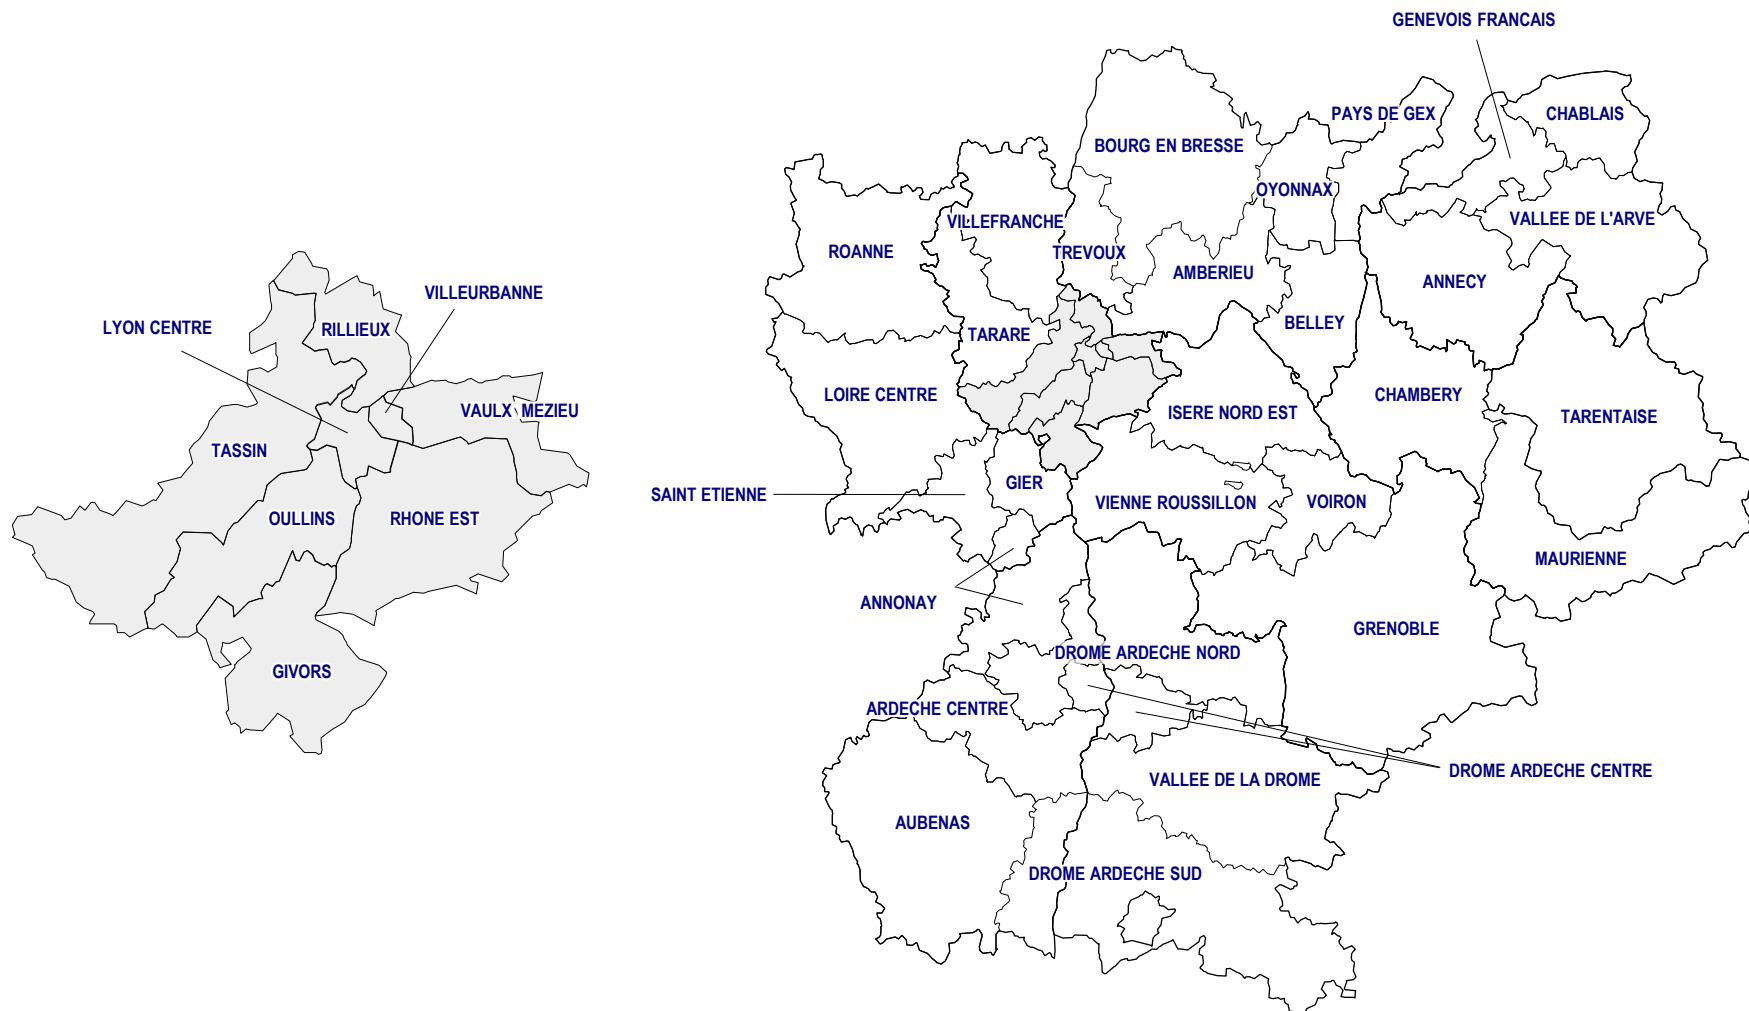 GENEVOIS FRANCAIS
PAYS DE GEX
CHABLAIS
BOURG EN BRESSE
OYONNAX
VALLEE DE L'ARVE
VILLEFRANCHE
ROANNE
TREVOUX
AMBERIEU
ANNECY
VILLEURBANNE
LYON CENTRE
RILLIEUX
BELLEY
TARARE
LOIRE CENTRE
CHAMBERY
VAULX MEZIEU
ISERE NORD EST
TARENTAISE
TASSIN
GIER
SAINT ETIENNE
VIENNE ROUSSILLON
VOIRON
OULLINS
RHONE EST
MAURIENNE
ANNONAY
GRENOBLE
DROME ARDECHE NORD
GIVORS
ARDECHE CENTRE
DROME ARDECHE CENTRE
VALLEE DE LA DROME
AUBENAS
DROME ARDECHE SUD